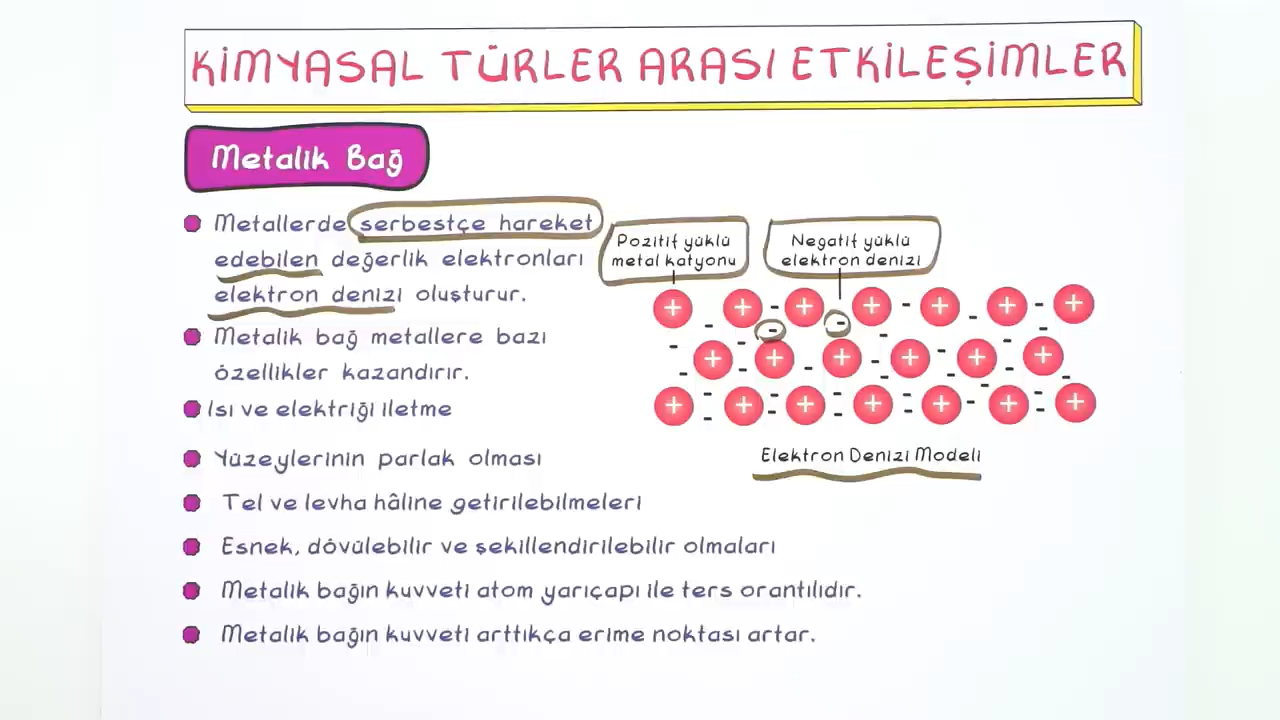 KİMYASAL TÜRLER ARASI ETKİLEŞİMLER
Metalik Bağ
Metallerde serbestçe hareket
edebilen değerlik elektronları
elektron denizi oluşturur.
Metalik bağ metallere bazı
özellikler kazandırır.
Isı ve elektriği iletme
Yüzeylerinin parlak olması
Tel ve levha hâline getirilebilmeleri
Esnek, dövülebilir ve şekillendirilebilir olmaları
Metalik bağın kuvveti atom yarıçapı ile ters orantılıdır.
Metalik bağın kuvveti arttıkça erime noktası artar.
Pozitif yüklü
metal katyonu
Negatif yüklü
elektron denizi
Elektron Denizi Modeli